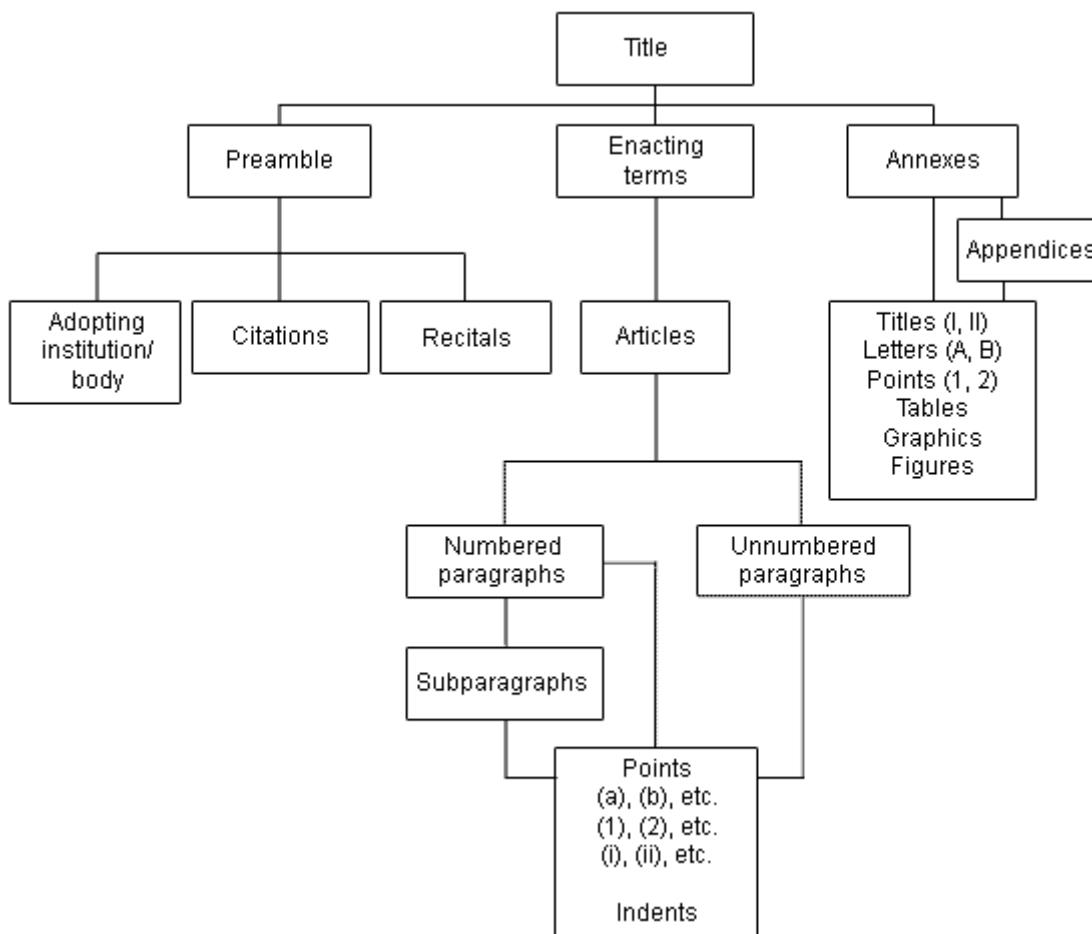 Title
Preamble
Enacting
terms
Annexes
Appendices
Adopting
institution/
body
Citations
Recitals
Articles
Titles (I, II)
Letters (A, B)
Points (1, 2)
Tables
Graphics
Figures
Numbered
paragraphs
Unnumbered
paragraphs
Subparagraphs
Points
(a), (b), etc.
(1), (2), etc.
(i), (ii), etc.
Indents